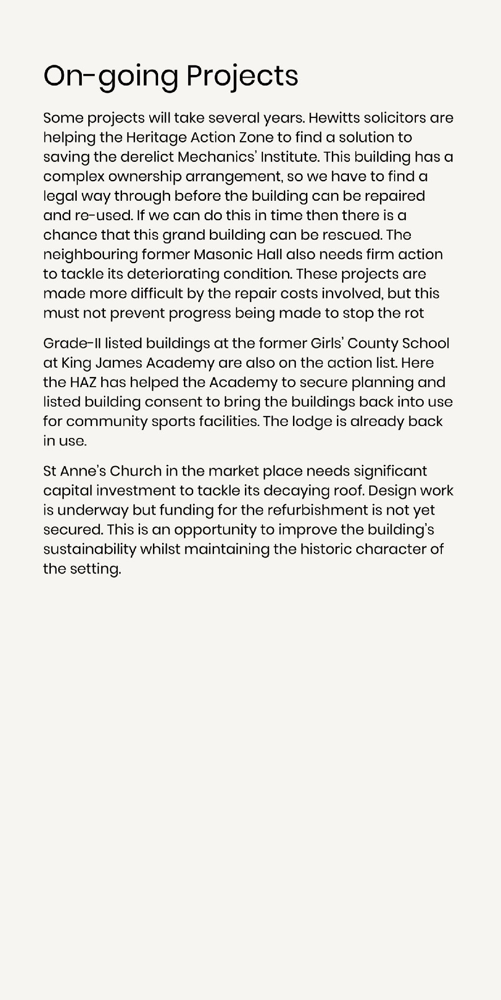 On-going Projects
Some projects will take several years. Hewitts solicitors are
helping the Heritage Action Zone to find a solution to
saving the derelict Mechanics’ Institute. This building has a
complex ownership arrangement, so we have to find a
legal way through before the building can be repaired
and re-used. If we can do this in time then there is a
chance that this grand building can be rescued. The
neighbouring former Masonic Hall also needs firm action
to tackle its deteriorating condition. These projects are
made more difficult by the repair costs involved, but this
must not prevent progress being made to stop the rot
Grade-II listed buildings at the former Girls’ County School
at King James Academy are also on the action list. Here
the HAZ has helped the Academy to secure planning and
listed building consent to bring the buildings back into use
for community sports facilities. The lodge is already back
in use.
St Anne’s Church in the market place needs significant
capital investment to tackle its decaying roof. Design work
is underway but funding for the refurbishment is not yet
secured. This is an opportunity to improve the building’s
sustainability whilst maintaining the historic character of
the setting.